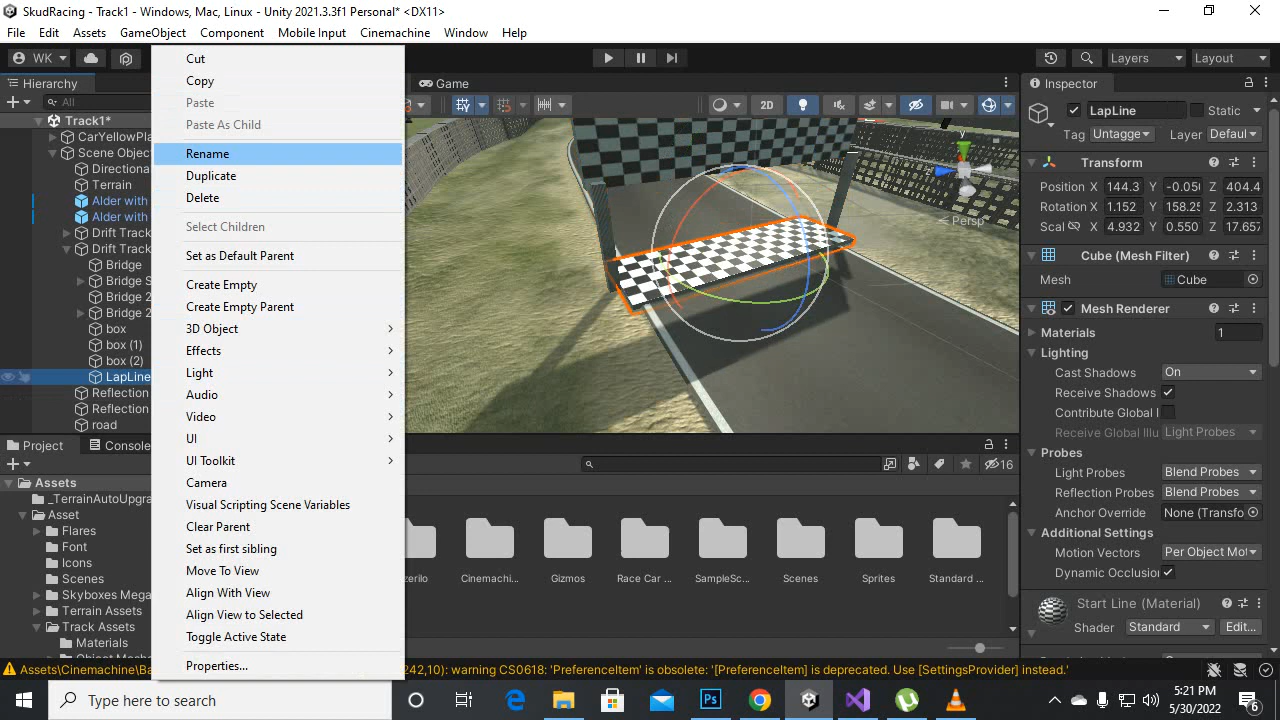 SkudRacing - Track1 - Windows, Mac, Linux - Unity 2021.3.3f1 Personal* <DX11>
File Edit Assets GameObject Component Mobile Input Cinemachine Window Help
WK Layers Layout
Hierarchy
All
Track1*
CarYellowPla
Scene Objec
Directiona
Terrain
Alder with
Alder with
Drift Track
Drift Track
Bridge
Bridge S
Bridge 2
Bridge 2
box
box (1)
box (2)
LapLine
Reflection
Reflection
road
Cut
Copy
Paste
Paste As Child
Rename
Duplicate
Delete
Select Children
Set as Default Parent
Create Empty
Create Empty Parent
3D Object
Effects
Light
Audio
Video
UI
UI Toolkit
Camera
Visual Scripting Scene Variables
Clear Parent
Set as first sibling
Move To View
Align With View
Align View to Selected
Toggle Active State
Properties...
Game
2D
y
Persp
Inspector
LapLine Static
Tag Untagge Layer Defaul
Transform
Position X 144.3 Y -0.050 Z 404.4
Rotation X 1.152 Y 158.25 Z 2.313
Scal X 4.932 Y 0.550 Z 17.657
Cube (Mesh Filter)
Mesh Cube
Mesh Renderer
Materials 1
Lighting
Cast Shadows On
Receive Shadows
Contribute Global I
Receive Global Illu Light Probes
Probes
Light Probes Blend Probes
Reflection Probes Blend Probes
Anchor Override None (Transfo
Additional Settings
Motion Vectors Per Object Mot
Dynamic Occlusion
Start Line (Material)
Shader Standard Edit...
Project Console
16
Assets
_TerrainAutoUpgra
Asset
Flares
Font
Icons
Scenes
Skyboxes Mega
Terrain Assets
Track Assets
Materials
zerilo Cinemachi... Gizmos Race Car ... SampleSc... Scenes Sprites Standard ...
Assets\Cinemachine\Ba 242,10): warning CS0618: 'PreferenceItem' is obsolete: '[PreferenceItem] is deprecated. Use [SettingsProvider] instead.'
Type here to search
Ps
5:21 PM
5/30/2022
6